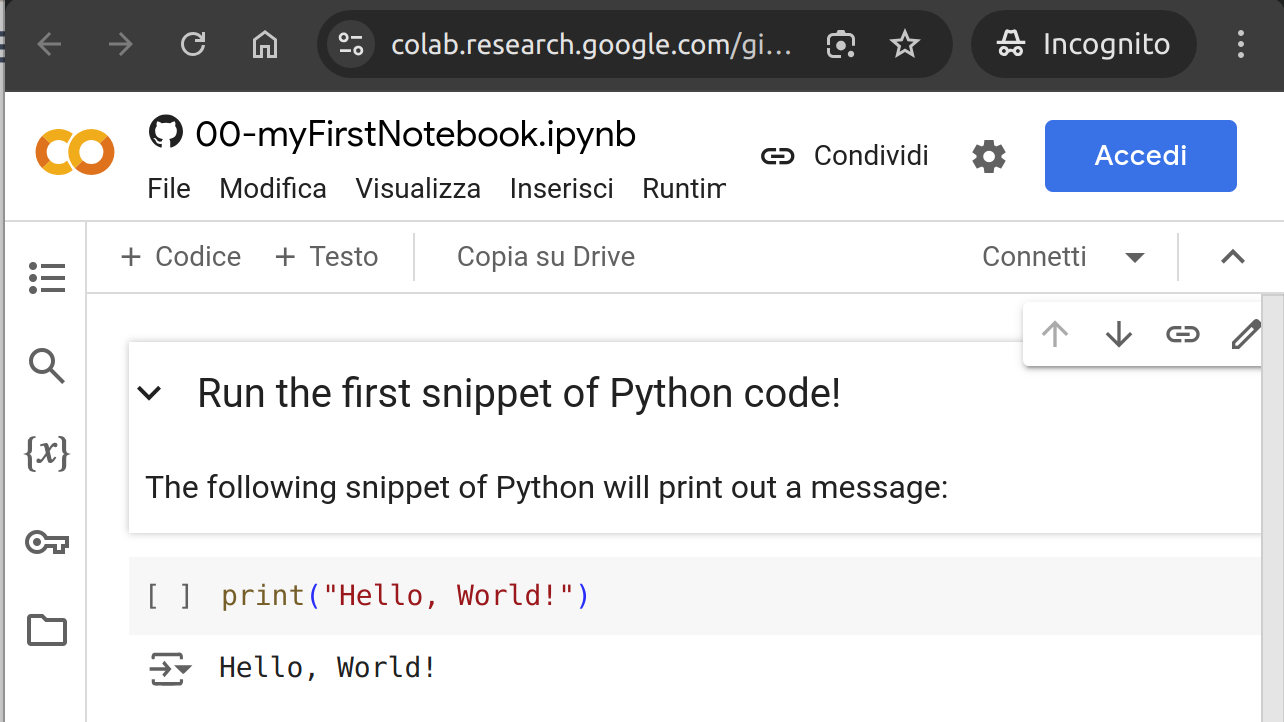 colab.research.google.com/gi... Incognito
00-myFirstNotebook.ipynb
Condividi Accedi
File Modifica Visualizza Inserisci Runtim
+ Codice + Testo Copia su Drive Connetti
Run the first snippet of Python code!
The following snippet of Python will print out a message:
{x}
[ ] print("Hello, World!")
Hello, World!